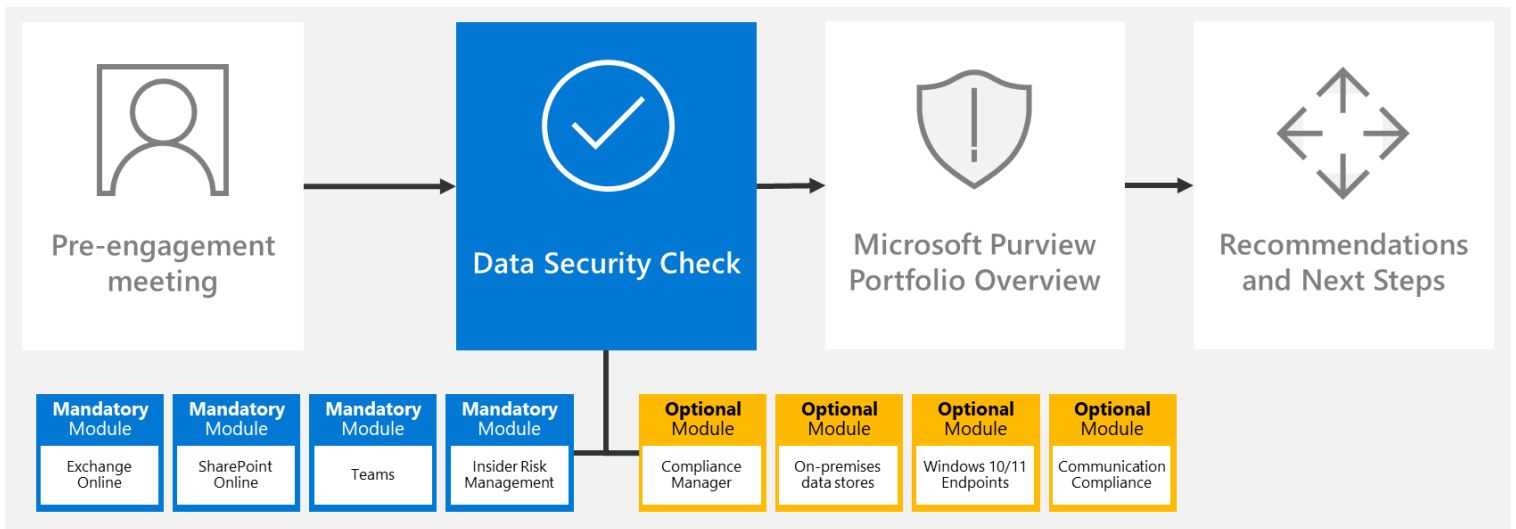 Pre-engagement
meeting
Data Security Check
Microsoft Purview
Portfolio Overview
Recommendations
and Next Steps
Mandatory
Module
Exchange
Online
Mandatory
Module
SharePoint
Online
Mandatory
Module
Teams
Mandatory
Module
Insider Risk
Management
Optional
Module
Compliance
Manager
Optional
Module
On-premises
data stores
Optional
Module
Windows 10/11
Endpoints
Optional
Module
Communication
Compliance